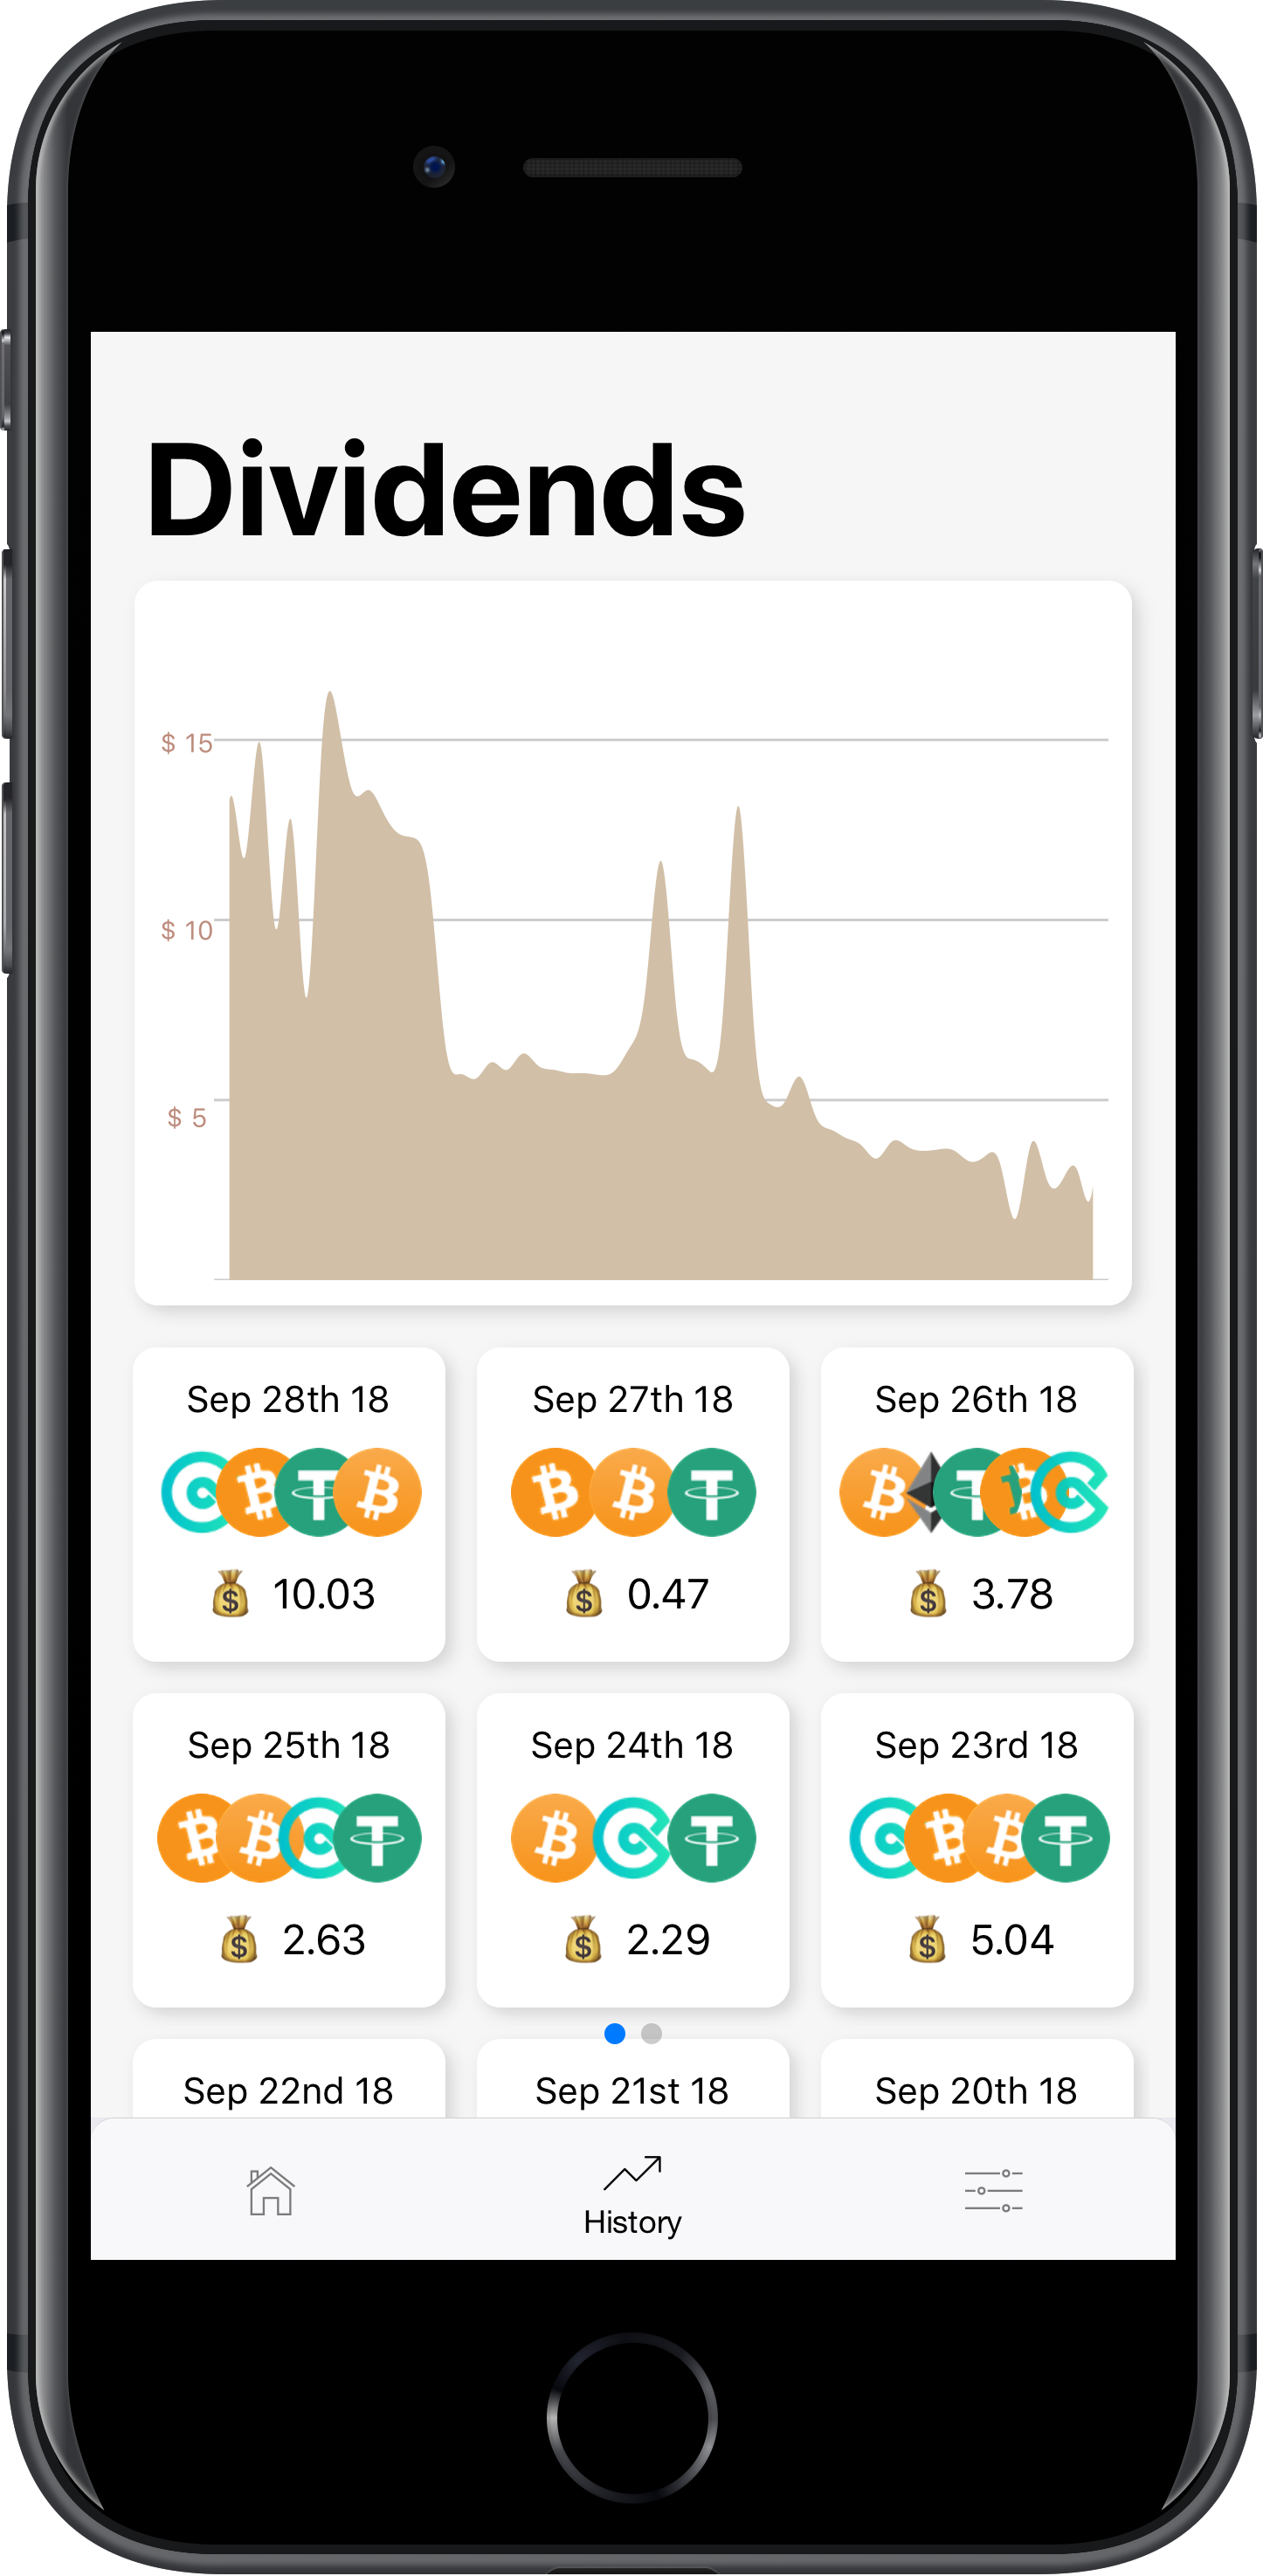 Dividends
$ 15
$ 10
$ 5
Sep 28th 18 Sep 27th 18 Sep 26th 18
10.03 0.47 3.78
Sep 25th 18 Sep 24th 18 Sep 23rd 18
2.63 2.29 5.04
Sep 22nd 18 Sep 21st 18 Sep 20th 18
History